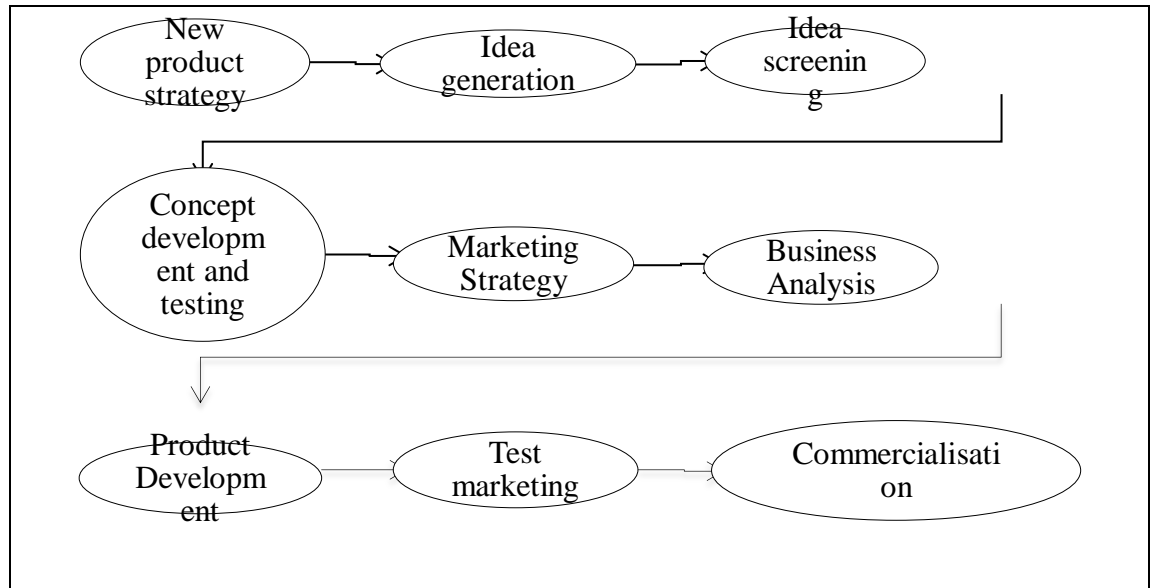 New
product
strategy
Idea
generation
Idea
screenin
g
Concept
developm
ent and
testing
Marketing
Strategy
Business
Analysis
Product
Developm
ent
Test
marketing
Commercialisati
on